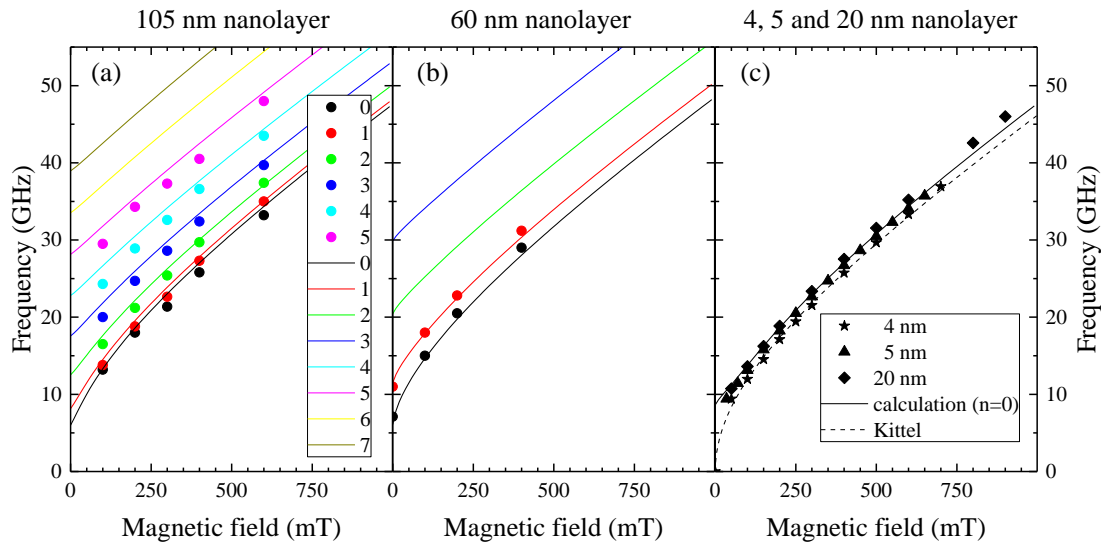 105 nm nanolayer
60 nm nanolayer
4, 5 and 20 nm nanolayer
(a)
(b)
(c)
Frequency (GHz)
50
40
30
20
10
0
0
1
2
3
4
5
0
1
2
3
4
5
6
7
4 nm
5 nm
20 nm
calculation (n=0)
Kittel
50
40
30
20
10
0
Frequency (GHz)
0 250 500 750
0 250 500 750
0 250 500 750
Magnetic field (mT)
Magnetic field (mT)
Magnetic field (mT)